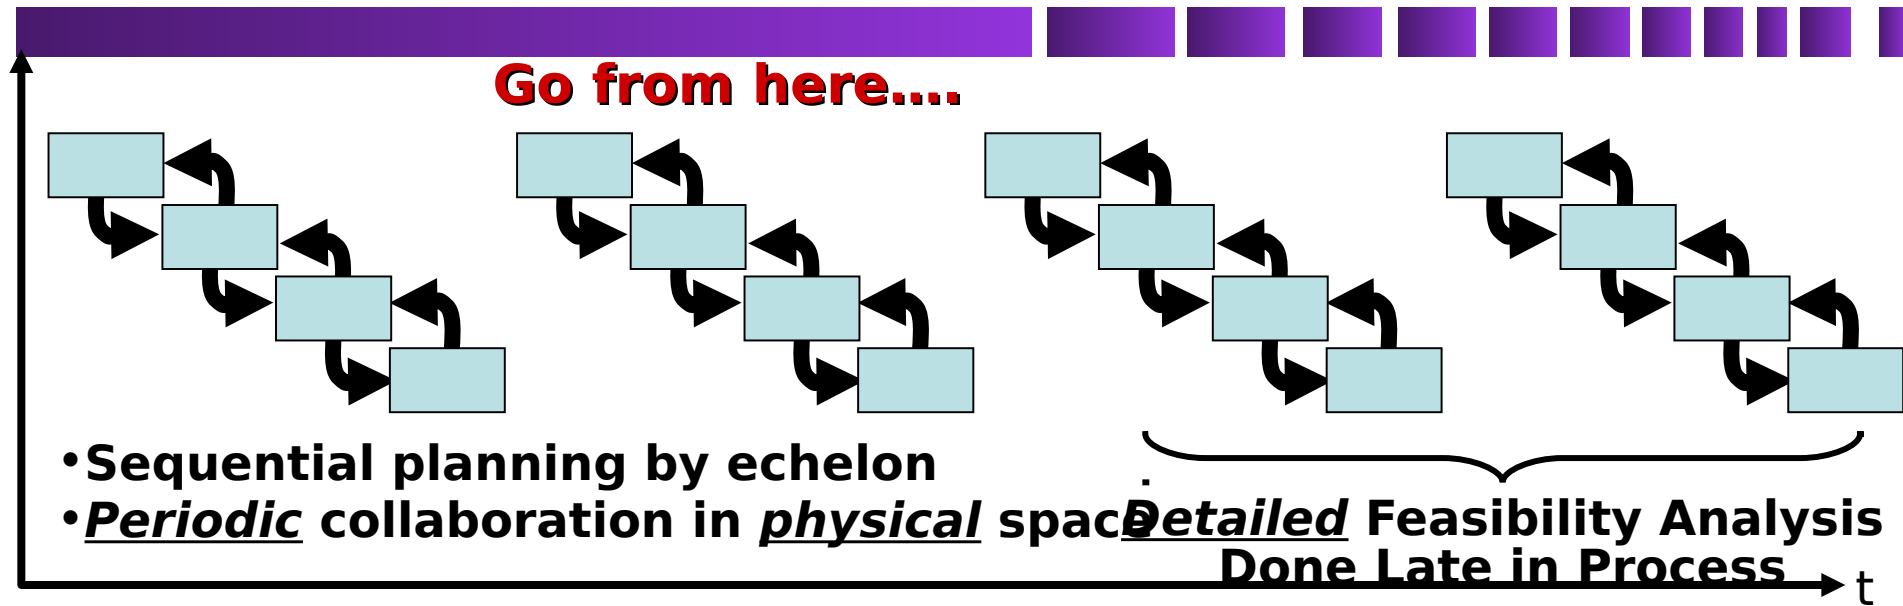 Go from here....
•Sequential planning by echelon
•Periodic collaboration in physical space
Detailed Feasibility Analysis
Done Late in Process
t